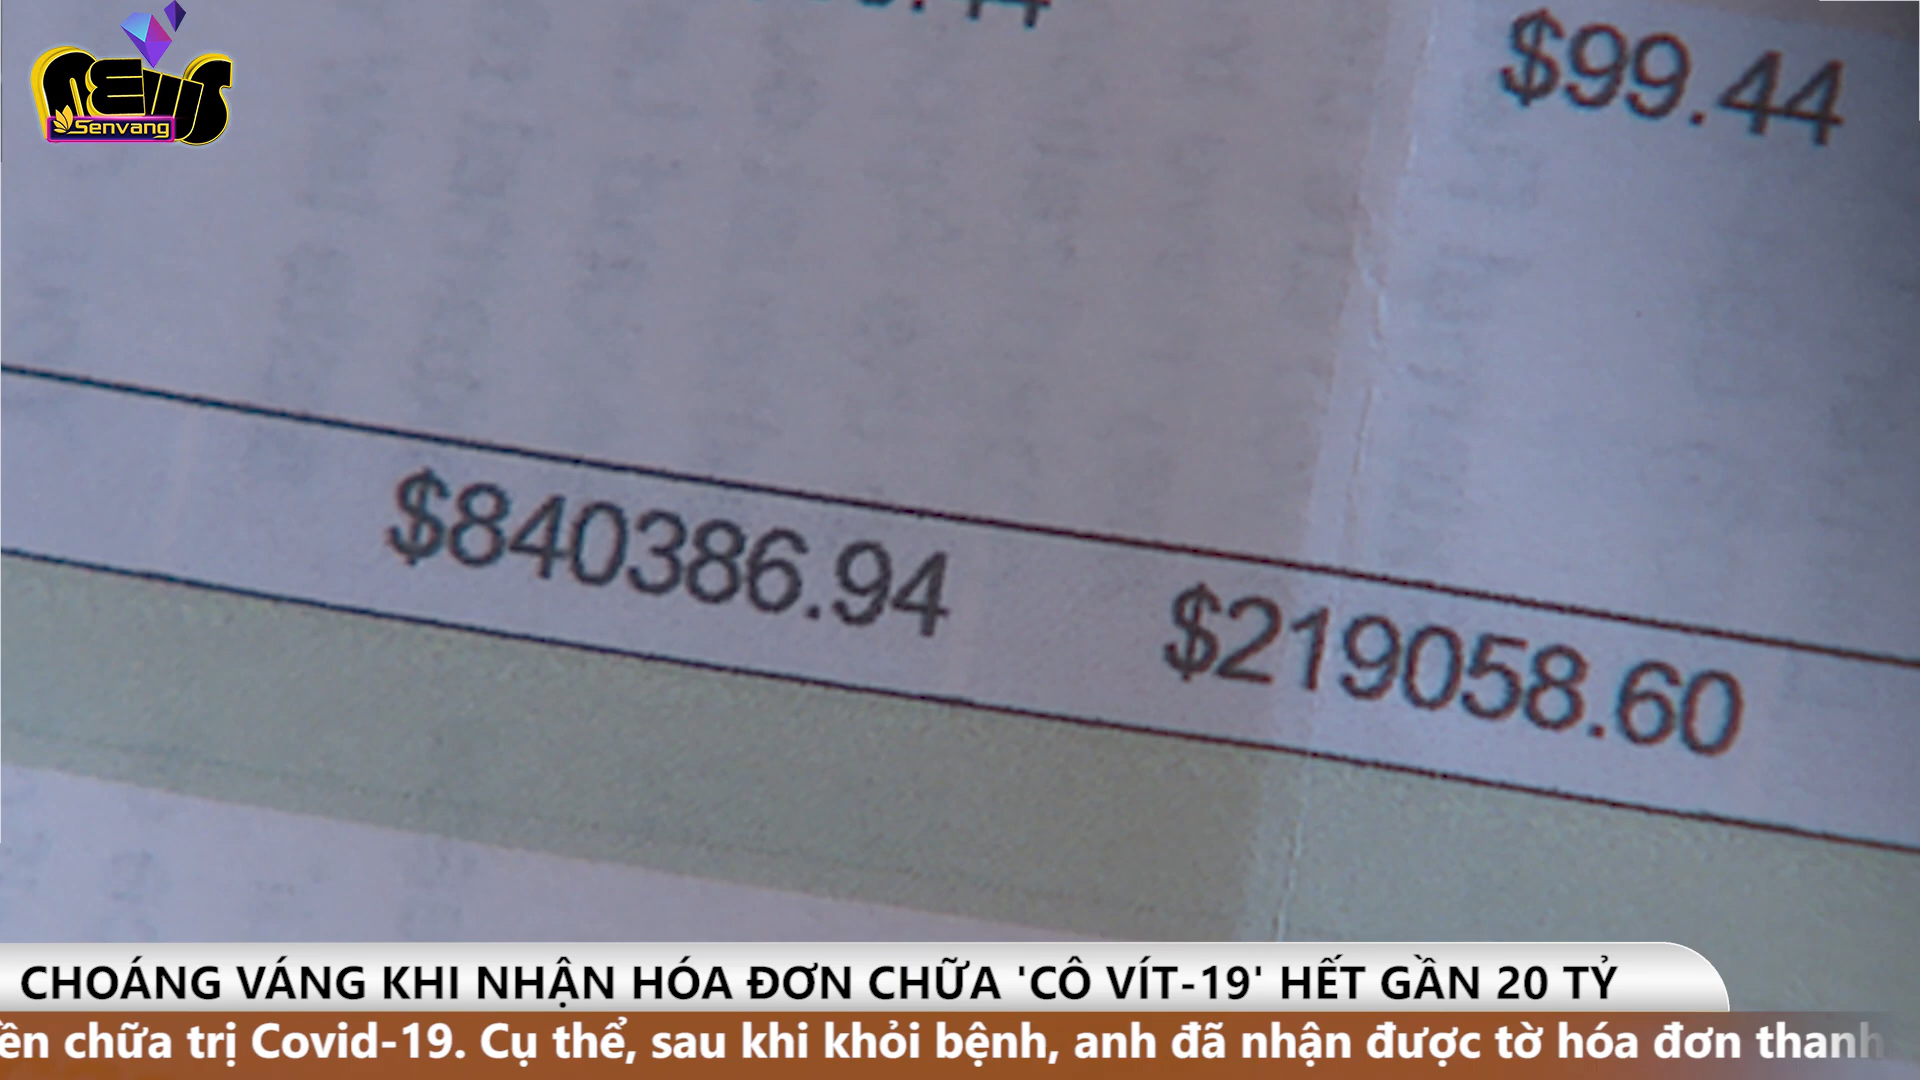 NEWS
Senvang
$99.44
$840386.94
$219058.60
CHOÁNG VÁNG KHI NHẬN HÓA ĐƠN CHỮA 'CÔ VÍT-19' HẾT GẦN 20 TỶ
chữa trị Covid-19. Cụ thể, sau khi khỏi bệnh, anh đã nhận được tờ hóa đơn thanh